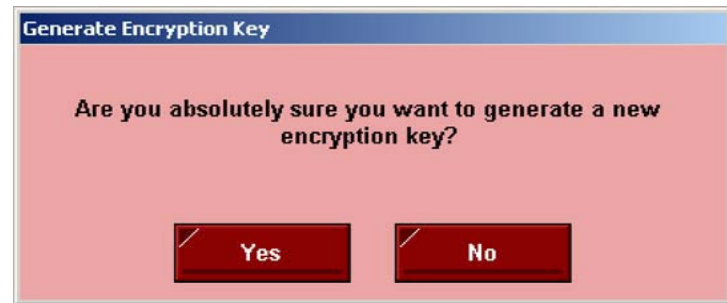 Generate Encryption Key
Are you absolutely sure you want to generate a new
encryption key?
Yes
No